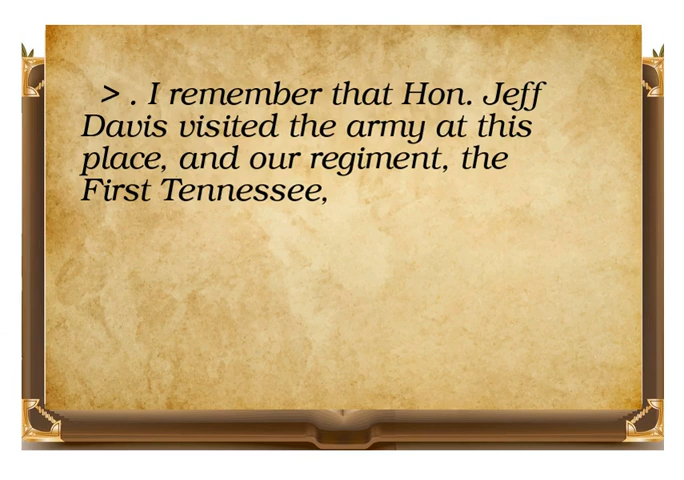 > . I remember that Hon. Jeff
Davis visited the army at this
place, and our regiment, the
First Tennessee,